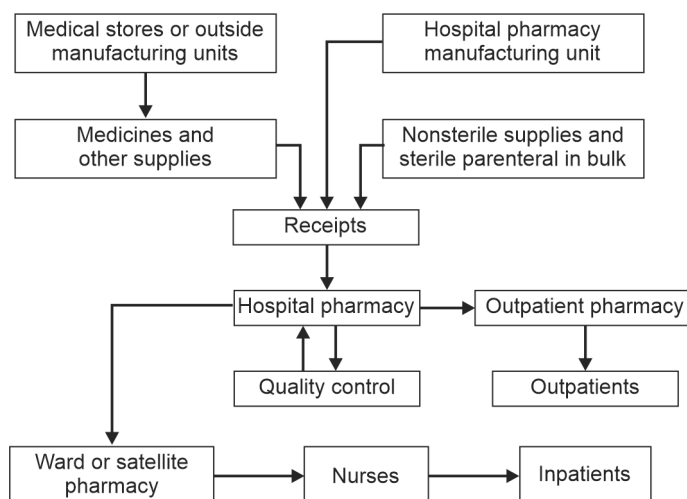 Medical stores or outside
manufacturing units
Hospital pharmacy
manufacturing unit
Medicines and
other supplies
Nonsterile supplies and
sterile parenteral in bulk
Receipts
Hospital pharmacy
Outpatient pharmacy
Quality control
Outpatients
Ward or satellite
pharmacy
Nurses
Inpatients